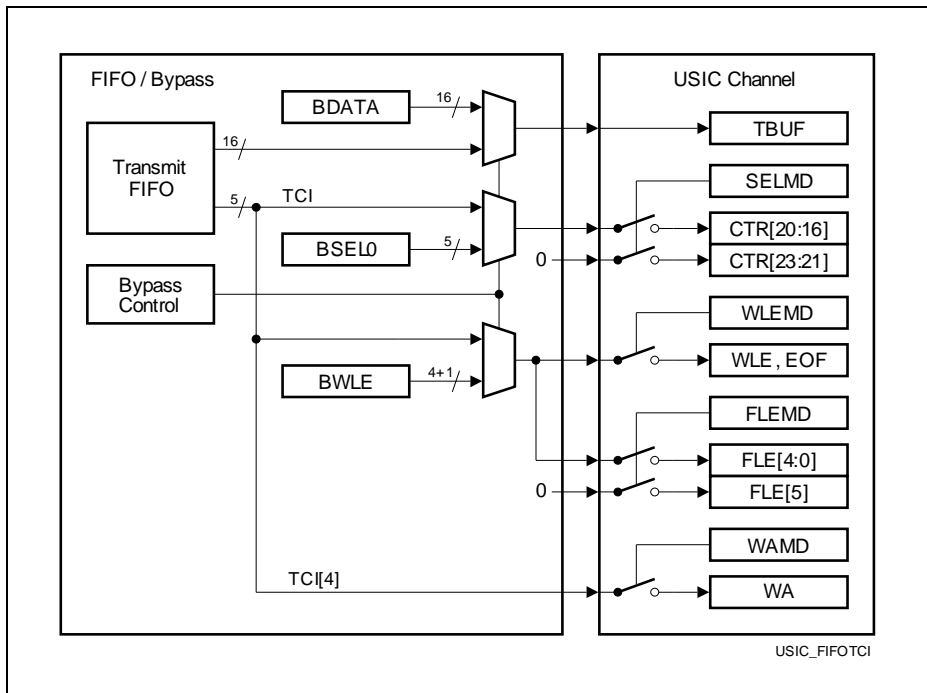 FIFO / Bypass
USIC Channel
BDATA
16
TBUF
Transmit
FIFO
16
5
TCI
SELMD
BSEL0
5
CTR[20:16]
0
CTR[23:21]
Bypass
Control
WLEMD
WLE , EOF
BWLE
4+1
FLEMD
FLE[4:0]
0
FLE[5]
WAMD
TCI[4]
WA
USIC_FIFOTCI